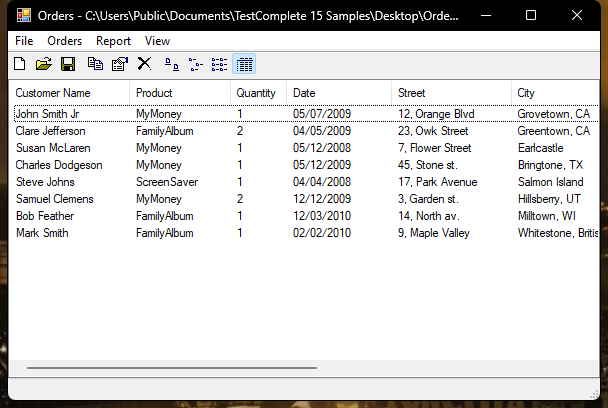 Orders - C:\Users\Public\Documents\TestComplete 15 Samples\Desktop\Orde...
File Orders Report View
Customer Name Product Quantity Date Street City
John Smith Jr MyMoney 1 05/07/2009 12, Orange Blvd Grovetown, CA
Clare Jefferson FamilyAlbum 2 04/05/2009 23, Owk Street Greentown, CA
Susan McLaren MyMoney 1 05/12/2008 7, Flower Street Earlcastle
Charles Dodgeson MyMoney 1 05/12/2009 45, Stone st. Bringtone, TX
Steve Johns ScreenSaver 1 04/04/2008 17, Park Avenue Salmon Island
Samuel Clemens MyMoney 2 12/12/2009 3, Garden st. Hillsberry, UT
Bob Feather FamilyAlbum 1 12/03/2010 14, North av. Milltown, WI
Mark Smith FamilyAlbum 1 02/02/2010 9, Maple Valley Whitestone, Britis